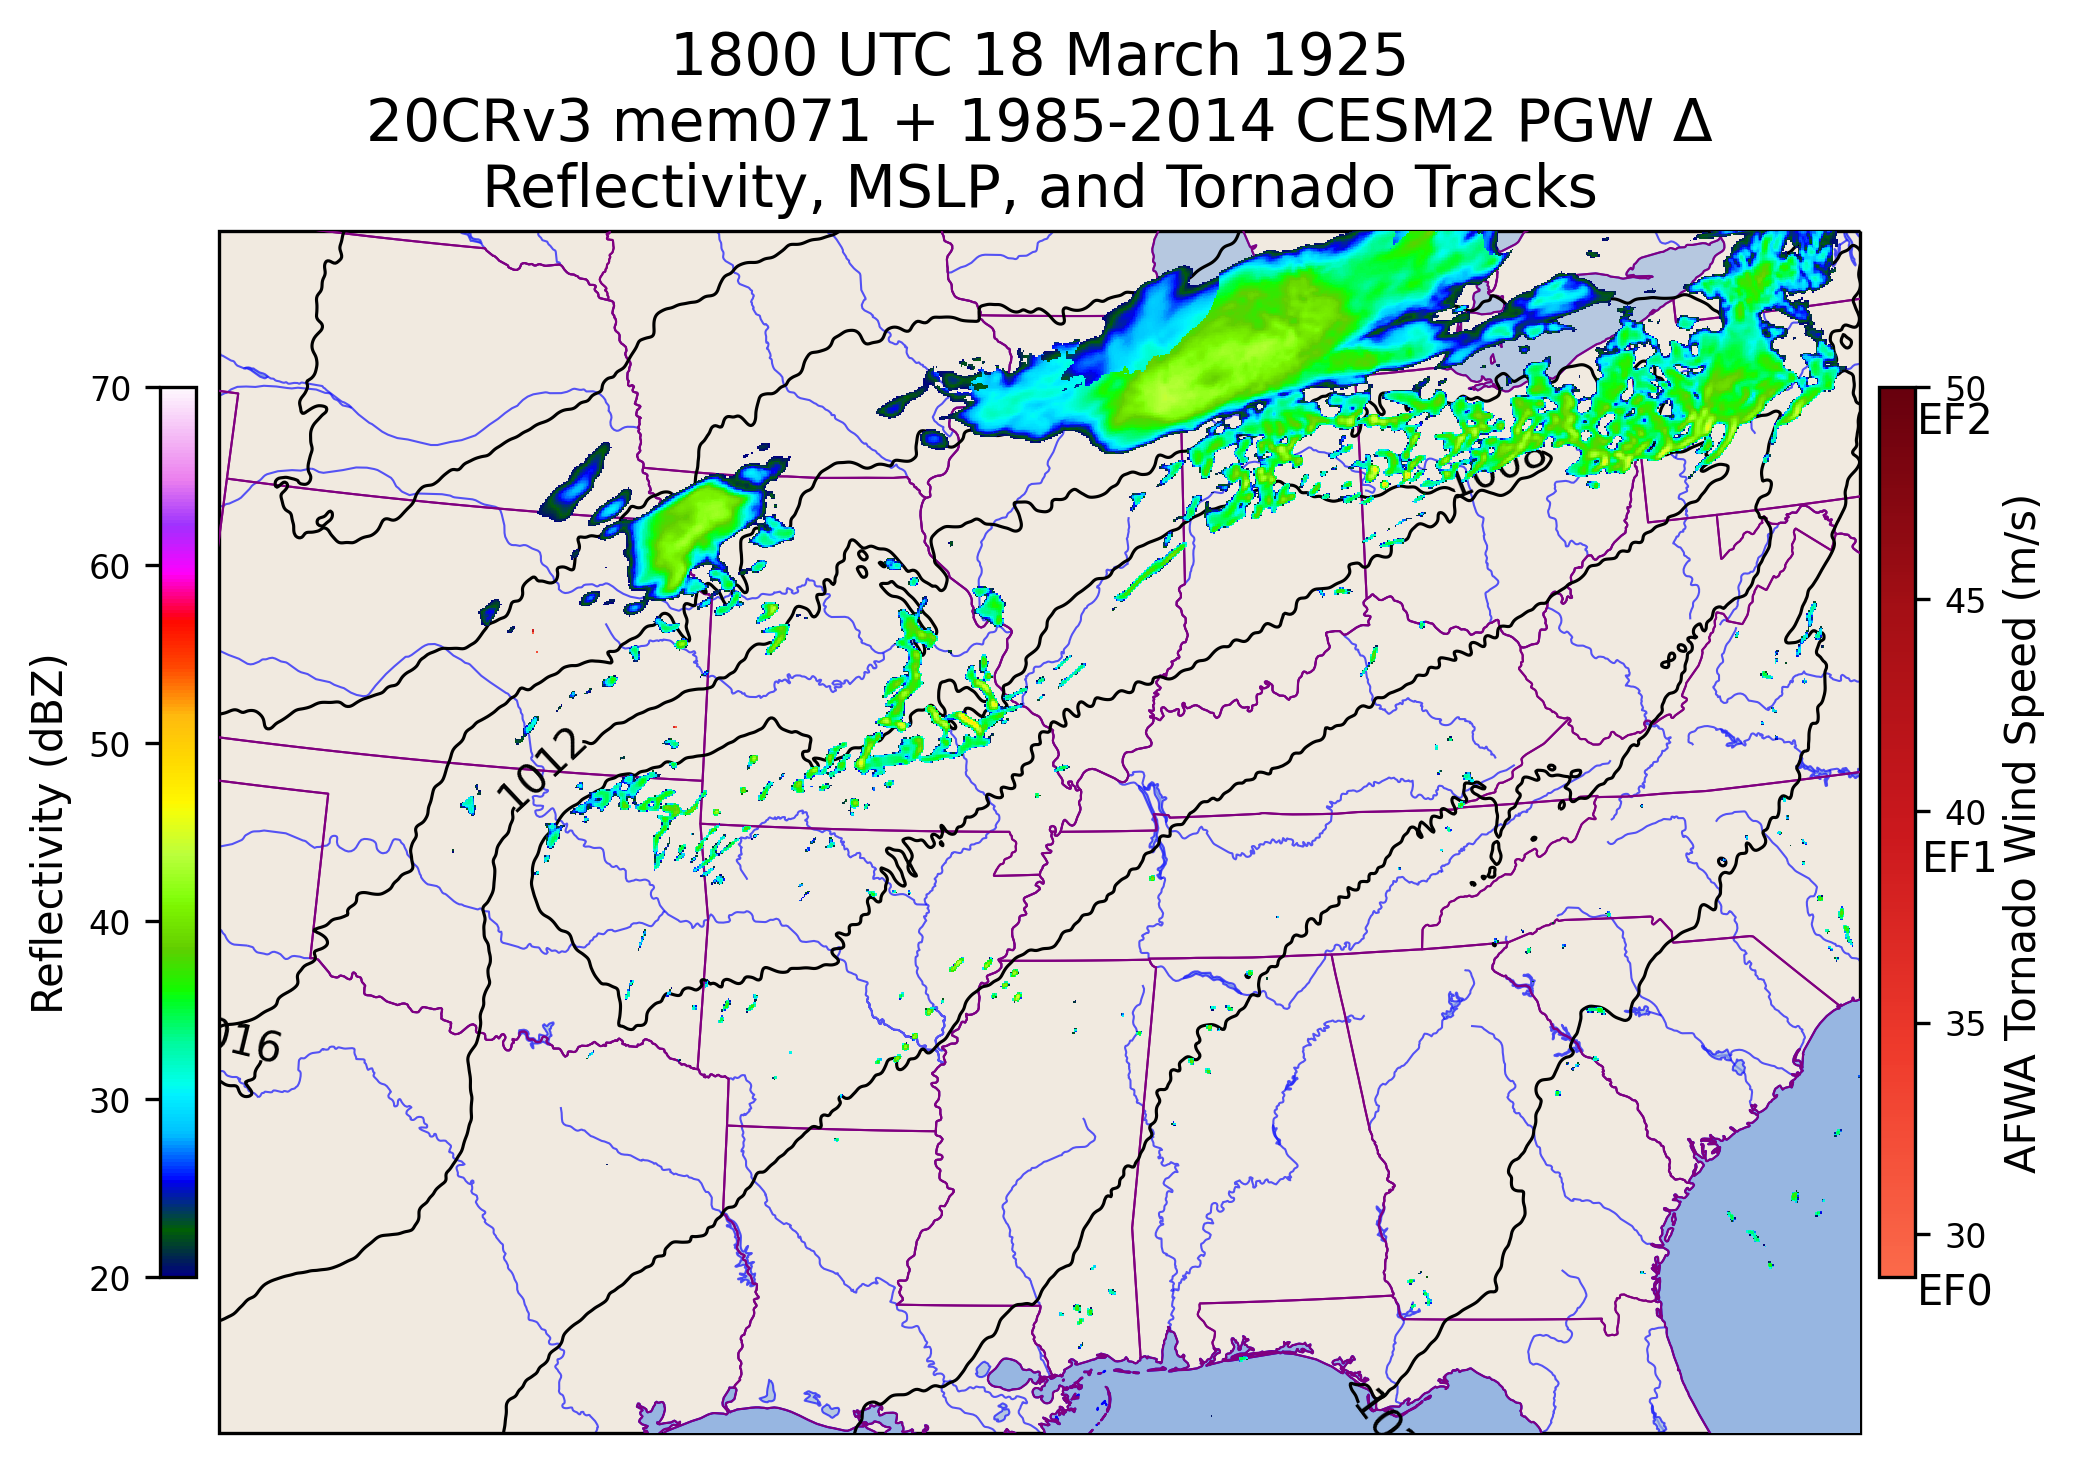 1800 UTC 18 March 1925
20CRv3 mem071 + 1985-2014 CESM2 PGW Δ
Reflectivity, MSLP, and Tornado Tracks
Reflectivity (dBZ)
70
60
50
40
30
20
1008
1012
016
50
EF2
45
40
EF1
35
30
EF0
AFWA Tornado Wind Speed (m/s)